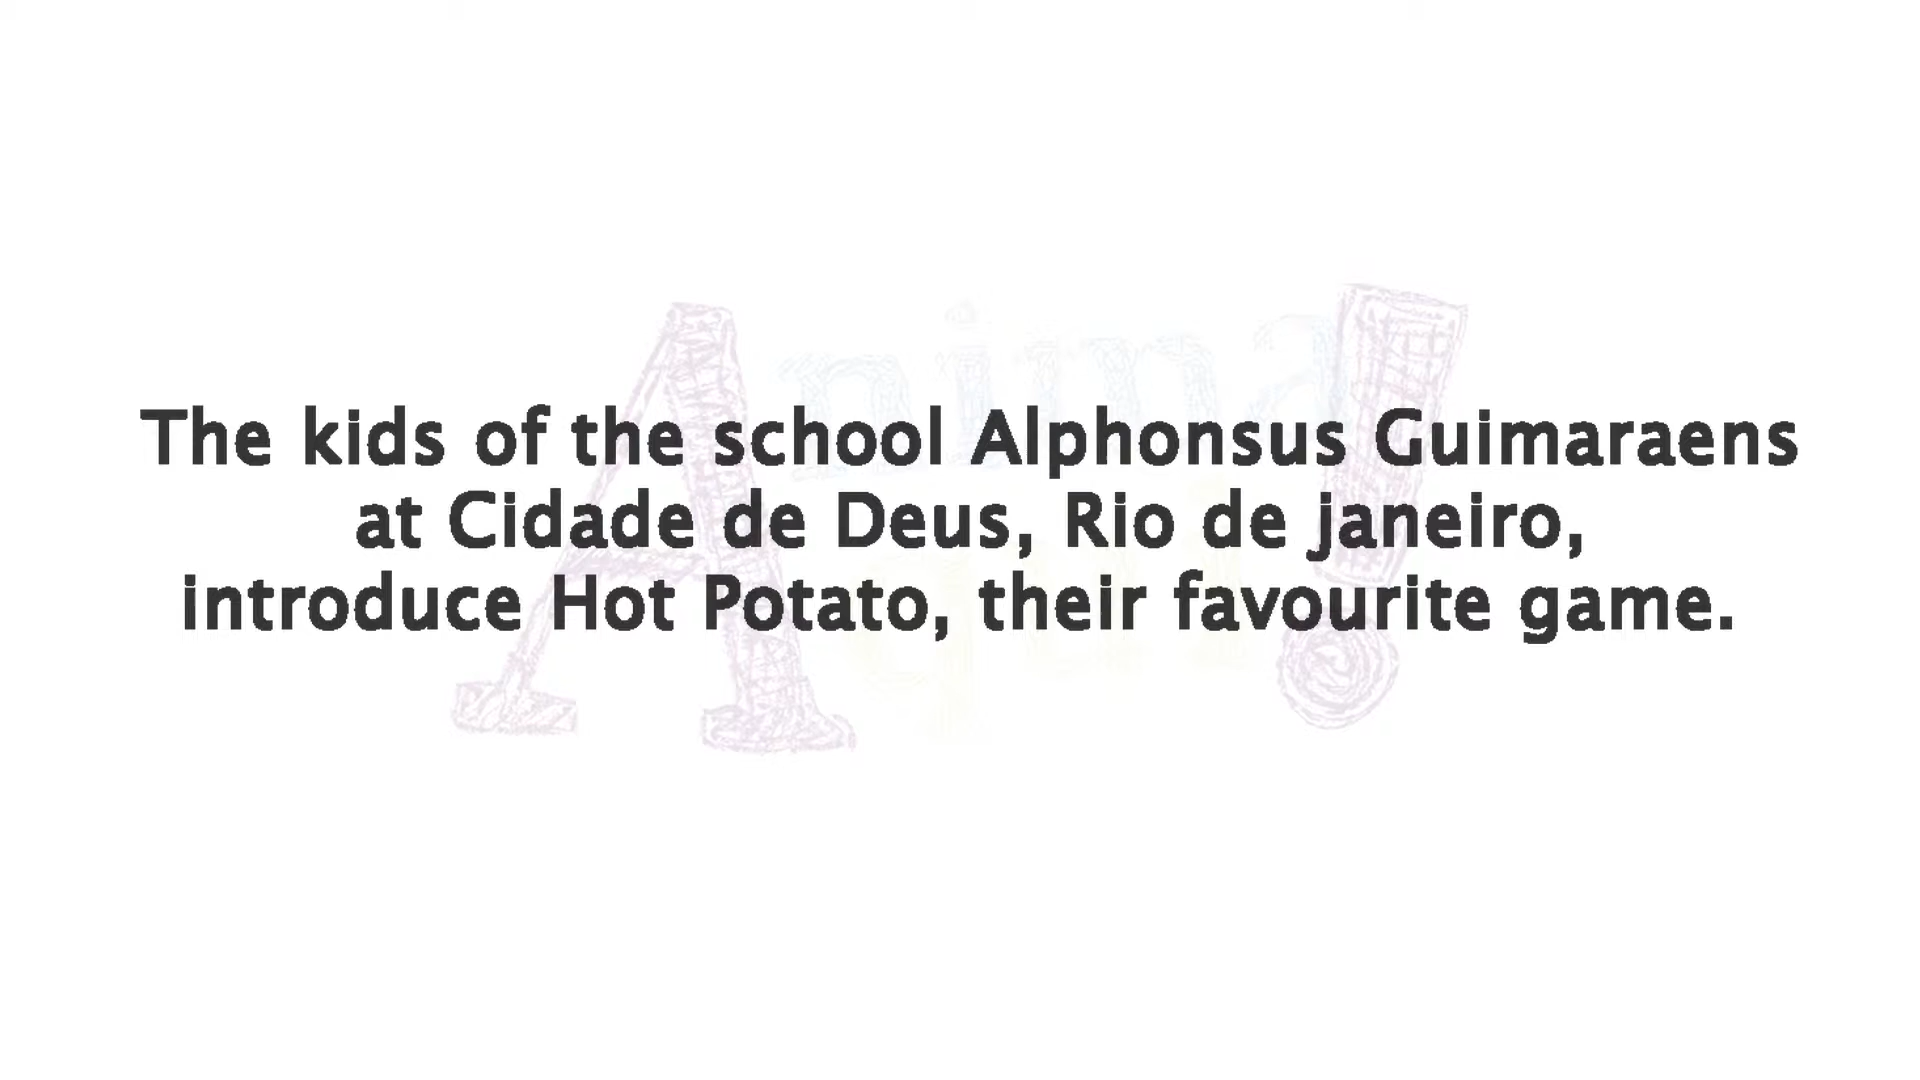 The kids of the school Alphonsus Guimaraens
at Cidade de Deus, Rio de janeiro,
introduce Hot Potato, their favourite game.
Anima
!